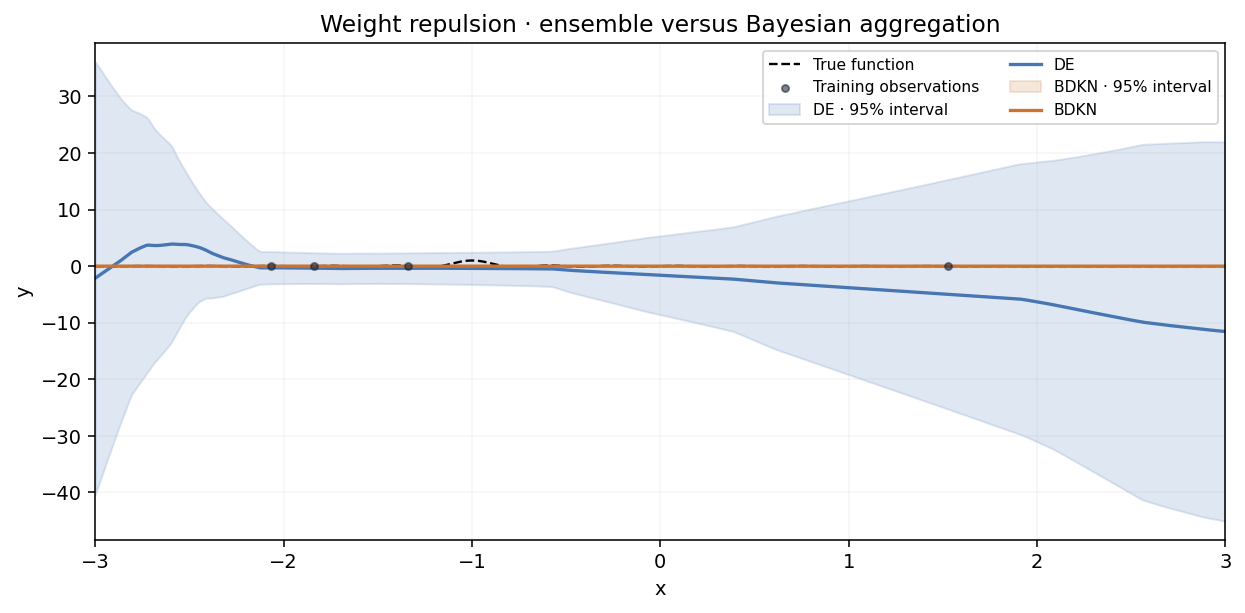 Weight repulsion · ensemble versus Bayesian aggregation
True function
Training observations
DE · 95% interval
DE
BDKN · 95% interval
BDKN
30
20
10
0
−10
−20
−30
−40
y
−3
−2
−1
0
1
2
3
x